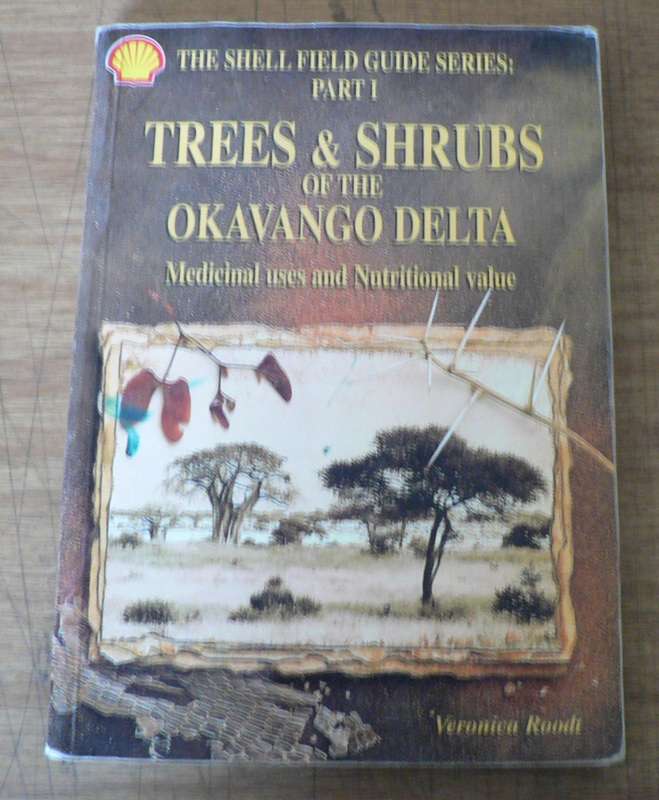 THE SHELL FIELD GUIDE SERIES:
PART I
TREES & SHRUBS
OF THE
OKAVANGO DELTA
Medicinal uses and Nutritional value
Veronica Roodt